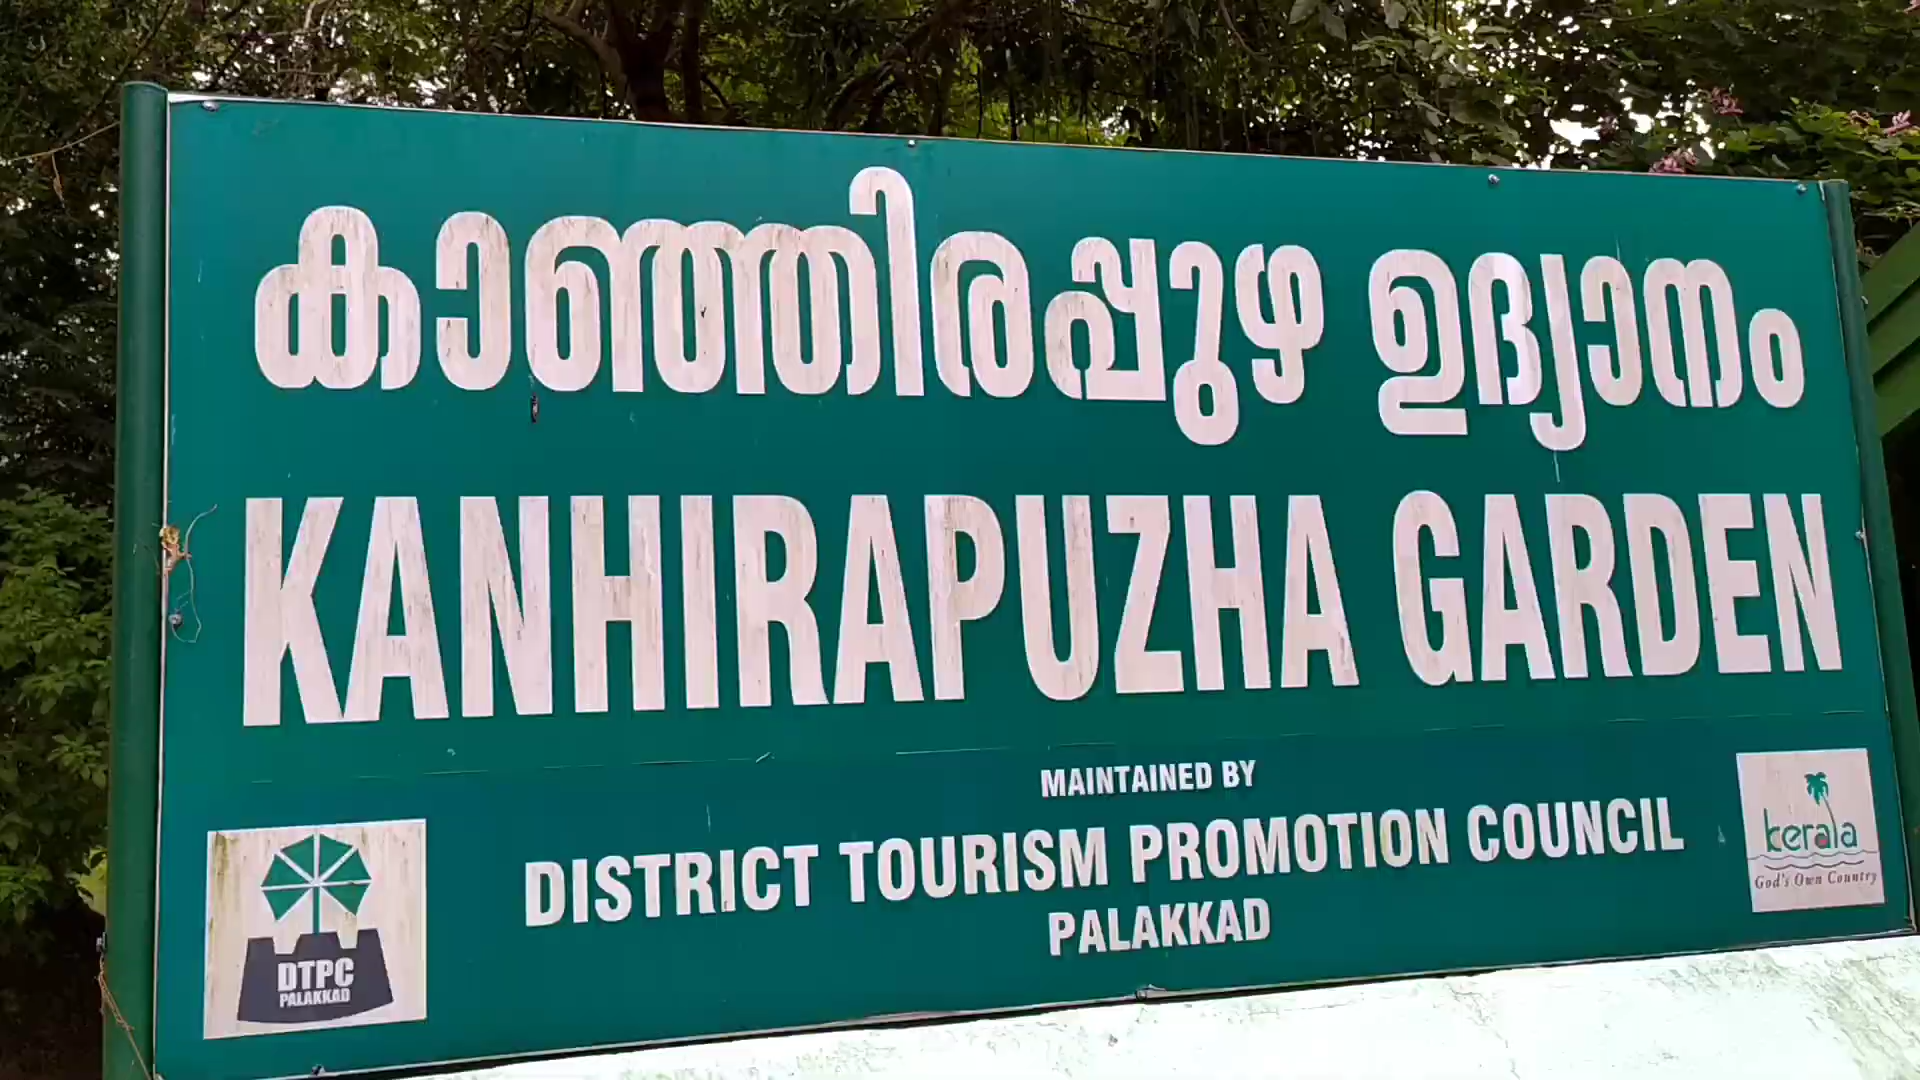 കാഞ്ഞിരപ്പുഴ ഉദ്യാനം
KANHIRAPUZHA GARDEN
MAINTAINED BY
DISTRICT TOURISM PROMOTION COUNCIL
PALAKKAD
DTPC
PALAKKAD
kerala
God's Own Country